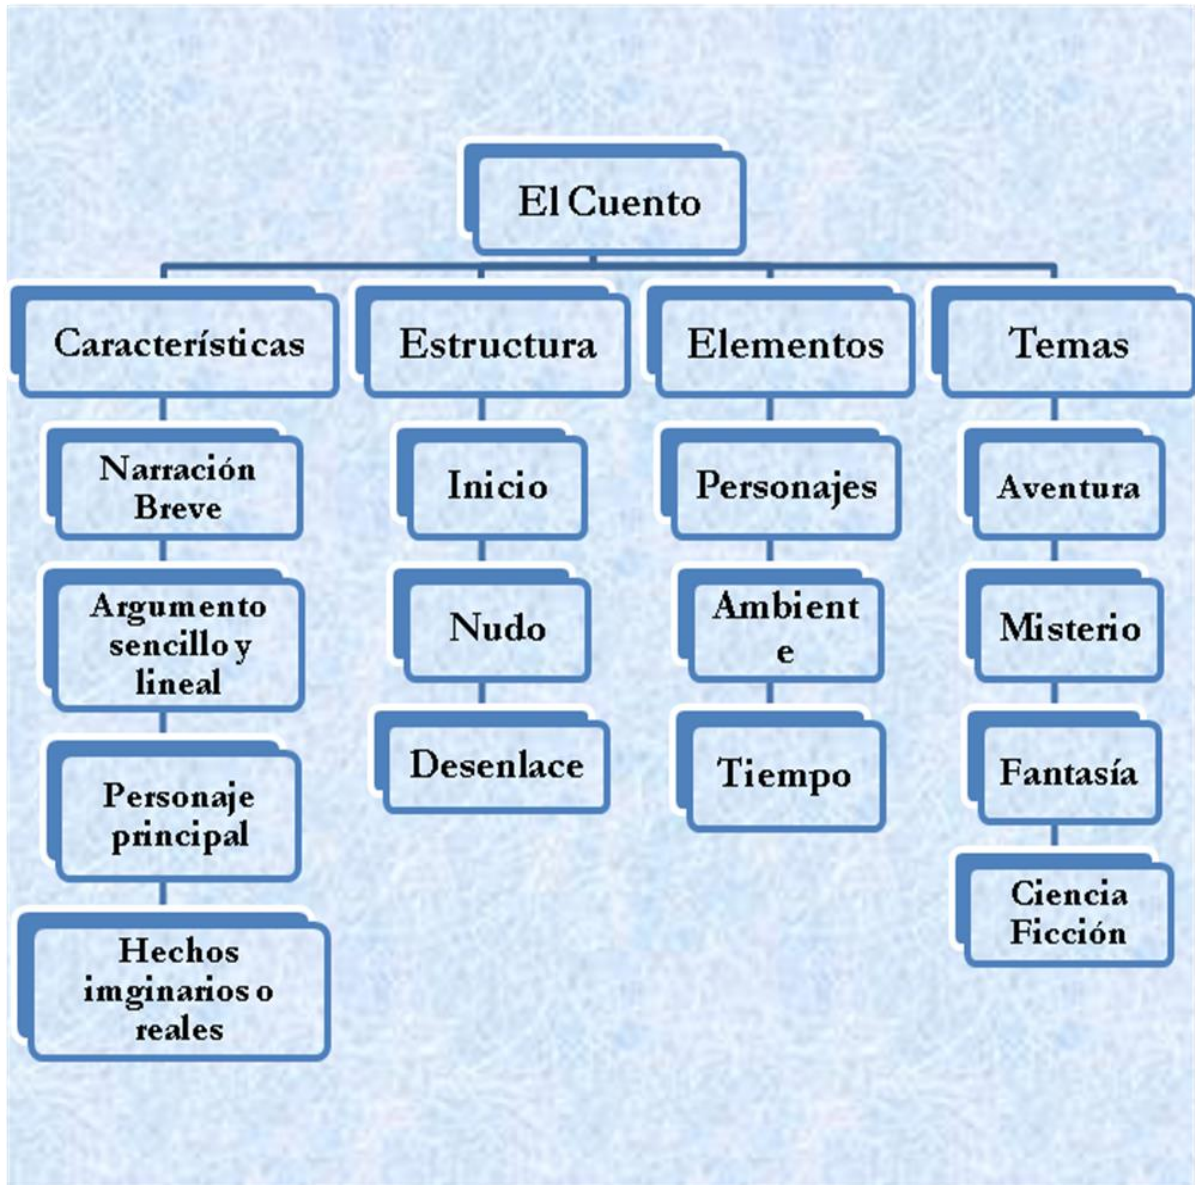 El Cuento
Características
Narración
Breve
Argumento
sencillo y
lineal
Personaje
principal
Hechos
imginarios o
reales
Estructura
Inicio
Nudo
Desenlace
Elementos
Personajes
Ambient
e
Tiempo
Temas
Aventura
Misterio
Fantasía
Ciencia
Ficción